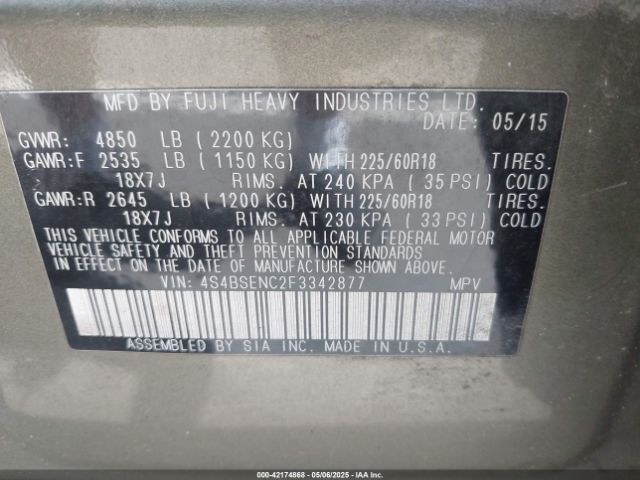 MFD BY FUJI HEAVY INDUSTRIES LTD.
DATE: 05/15
GVWR: 4850 LB (2200 KG)
GAWR:F 2535 LB (1150 KG) WITH 225/60R18 TIRES.
18X7J RIMS. AT 240 KPA (35 PSI) COLD
GAWR:R 2645 LB (1200 KG) WITH 225/60R18 TIRES.
18X7J RIMS. AT 230 KPA (33 PSI) COLD
THIS VEHICLE CONFORMS TO ALL APPLICABLE FEDERAL MOTOR
VEHICLE SAFETY AND THEFT PREVENTION STANDARDS
IN EFFECT ON THE DATE OF MANUFACTURE SHOWN ABOVE.
VIN: 4S4BSENC2F3342877 MPV
ASSEMBLED BY SIA INC. MADE IN U.S.A.
000-42174868 - 05/06/2025 - IAA Inc.